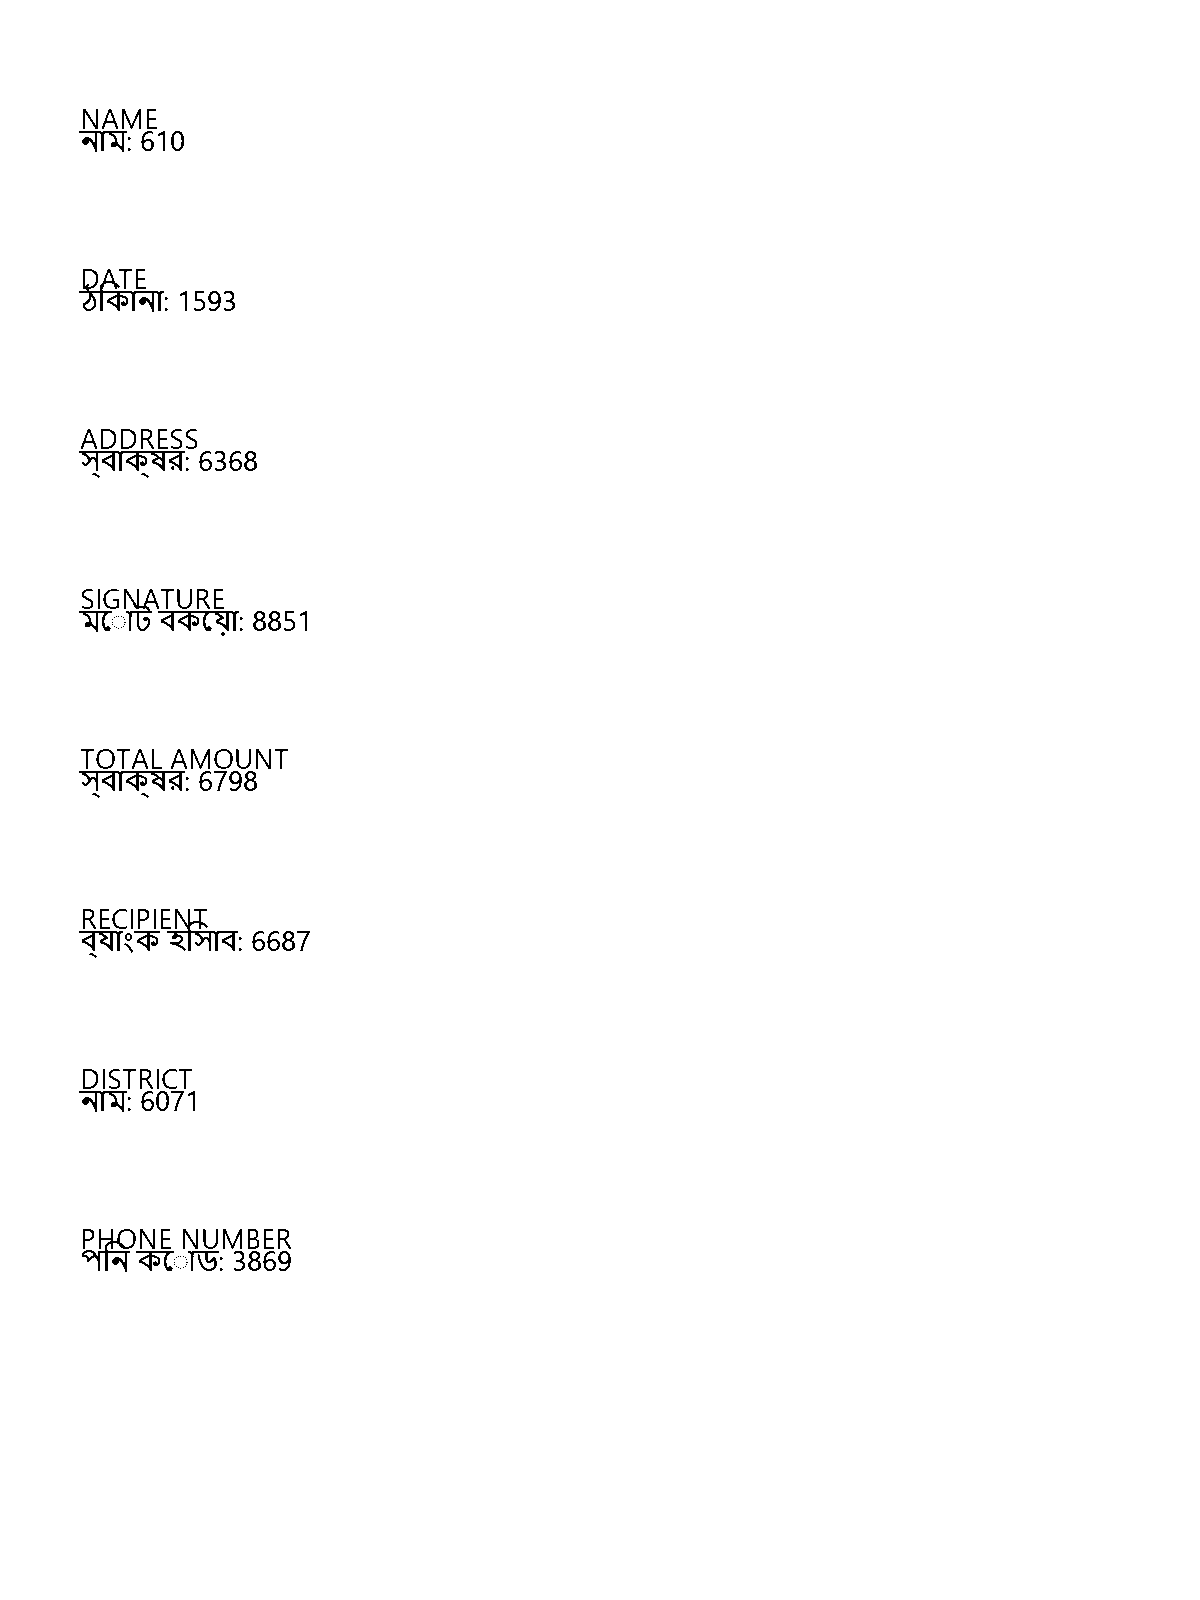 NAME
নাম: 610
DATE
ঠিকানা: 1593
ADDRESS
স্বাক্ষর: 6368
SIGNATURE
মোট বকেয়া: 8851
TOTAL AMOUNT
স্বাক্ষর: 6798
RECIPIENT
ব্যাংক হিসাব: 6687
DISTRICT
নাম: 6071
PHONE NUMBER
পিন কোড: 3869